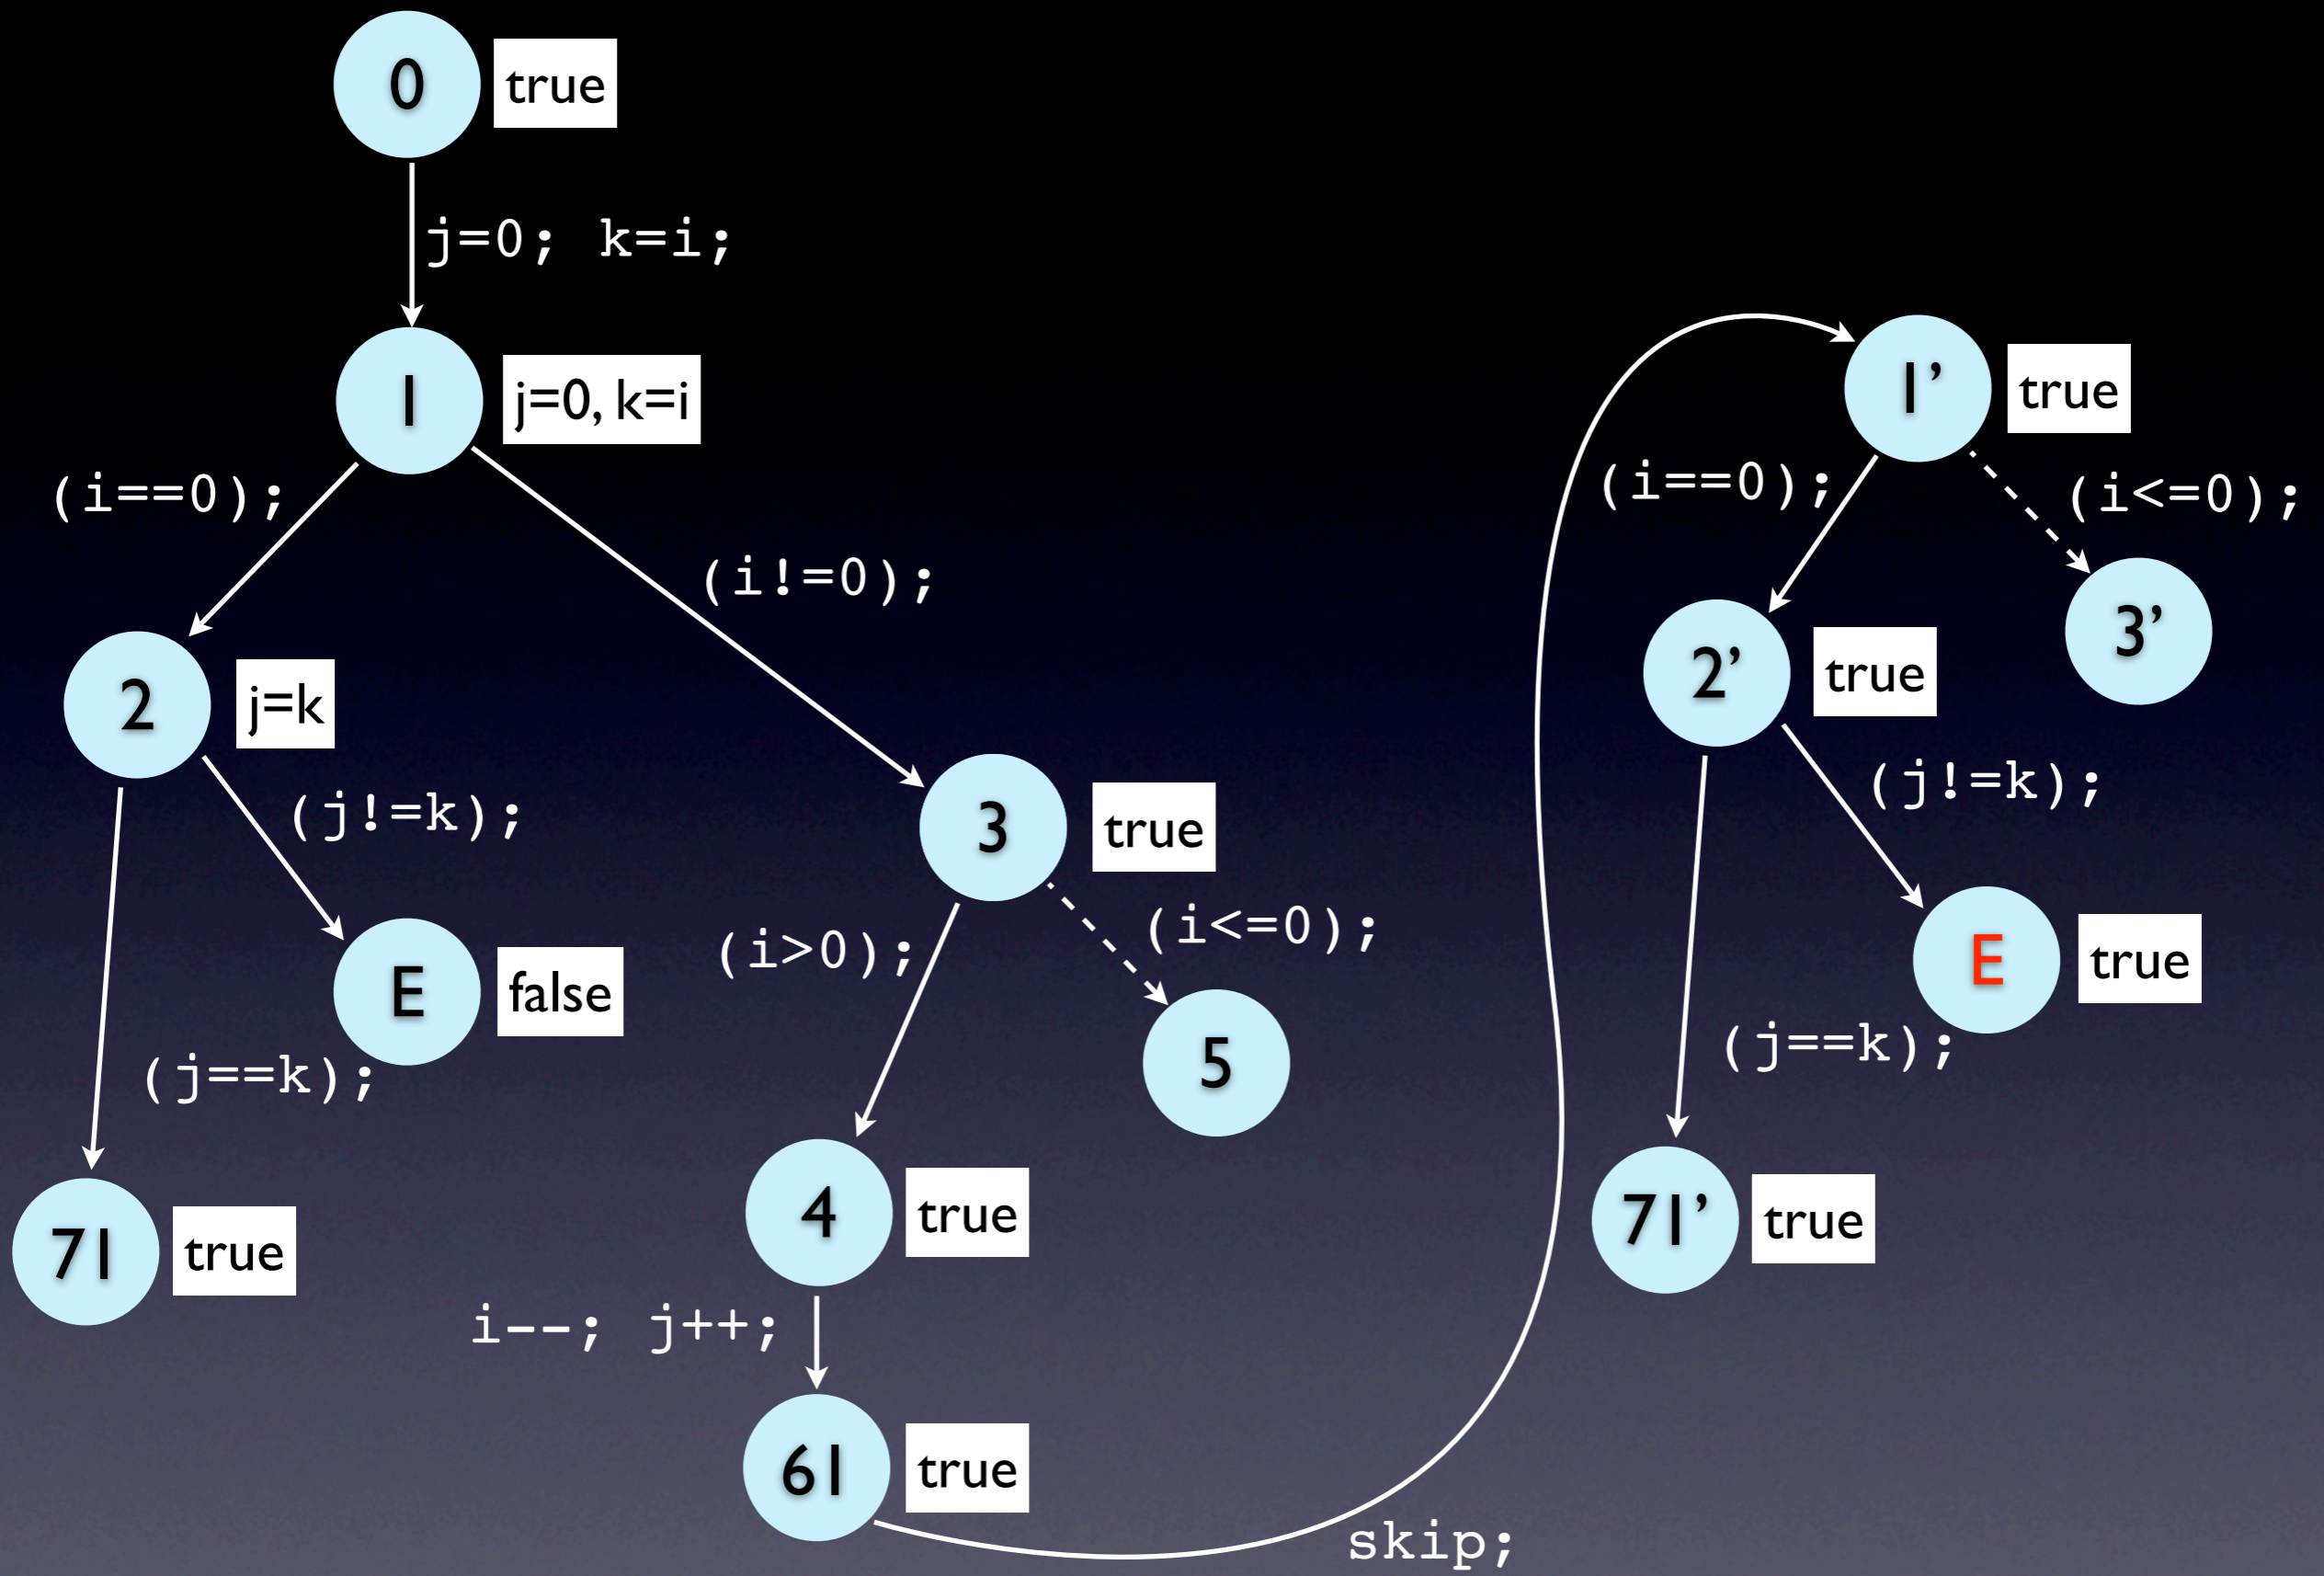 0
true
j=0; k=i;
1
j=0, k=i
1’
true
(i==0);
(i!=0);
(i==0);
(i<=0);
2
j=k
2’
true
3’
(j!=k);
3
true
(j!=k);
(i>0);
(i<=0);
E
false
E
true
(j==k);
5
(j==k);
71
true
4
true
71’
true
i--; j++;
61
true
skip;